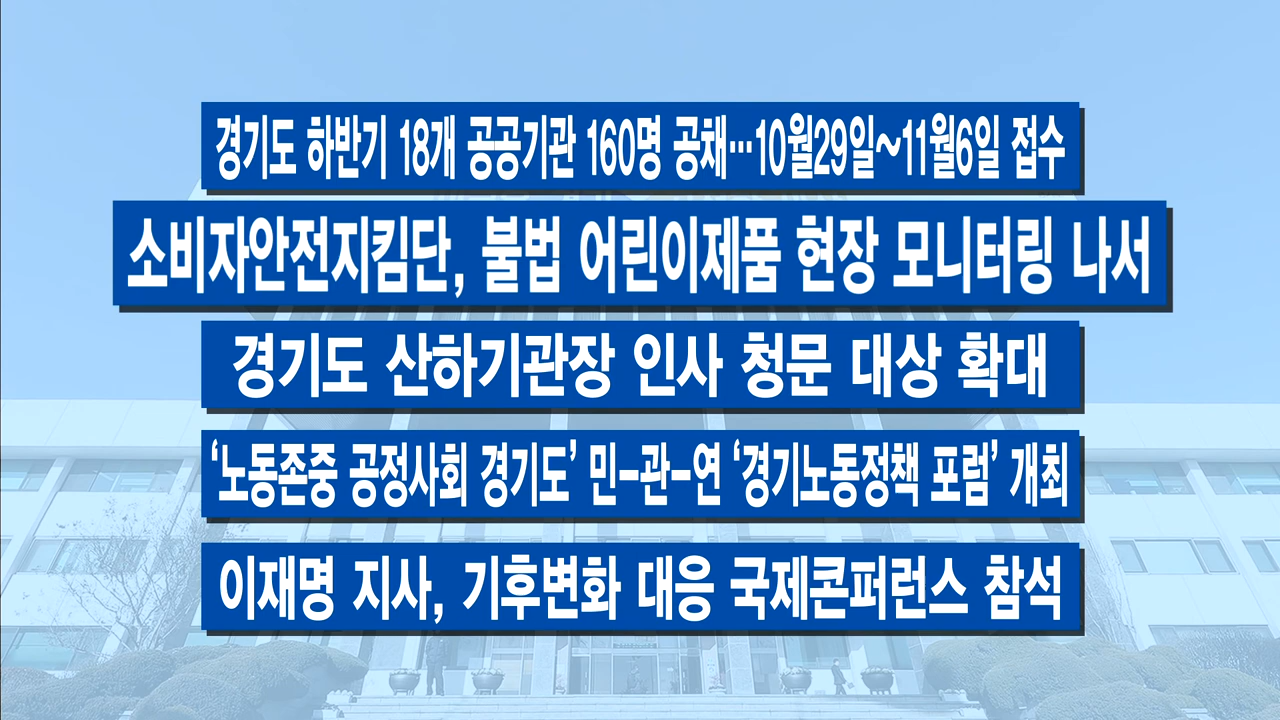 경기도 하반기 18개 공공기관 160명 공채…10월29일~11월6일 접수
소비자안전지킴단, 불법 어린이제품 현장 모니터링 나서
경기도 산하기관장 인사 청문 대상 확대
‘노동존중 공정사회 경기도’ 민-관-연 ‘경기노동정책 포럼’ 개최
이재명 지사, 기후변화 대응 국제콘퍼런스 참석